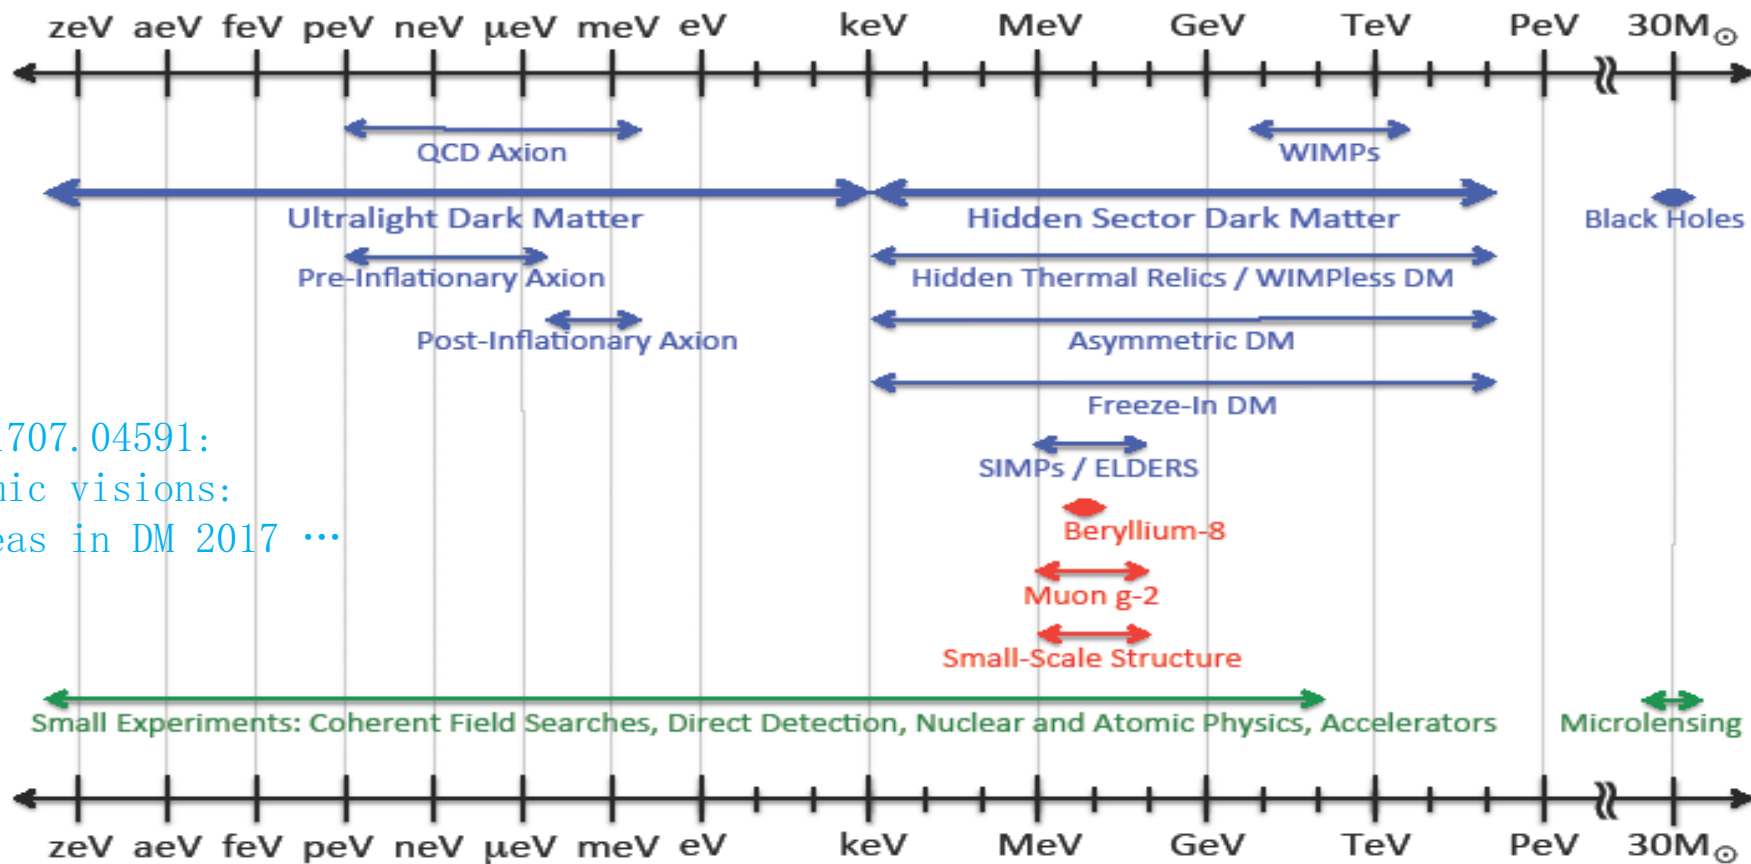 zeV aeV feV peV neV μeV meV eV keV MeV GeV TeV PeV 30M⊙
QCD Axion WIMPs
Ultralight Dark Matter Hidden Sector Dark Matter Black Holes
Pre-Inflationary Axion Hidden Thermal Relics / WIMPless DM
Post-Inflationary Axion Asymmetric DM
Freeze-In DM
707.04591:
SIMPs / ELDERS
visions:
in DM 2017 …
Beryllium-8
Muon g-2
Small-Scale Structure
Small Experiments: Coherent Field Searches, Direct Detection, Nuclear and Atomic Physics, Accelerators Microlensing
zeV aeV feV peV neV μeV meV eV keV MeV GeV TeV PeV 30M⊙